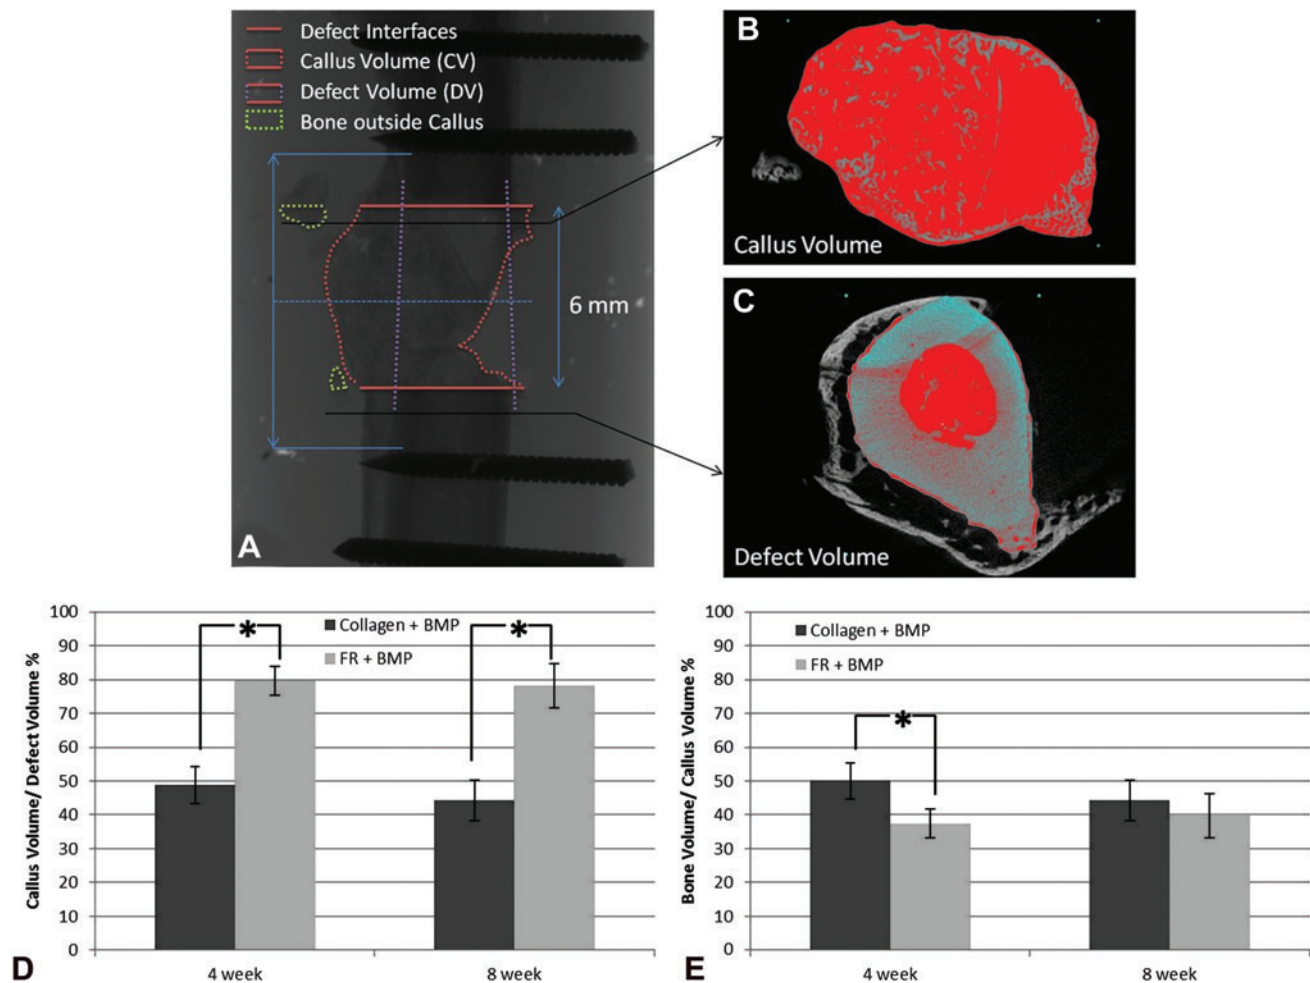 Defect Interfaces
Callus Volume (CV)
Defect Volume (DV)
Bone outside Callus
6 mm
A
B
Callus Volume
C
Defect Volume
100
90
80
70
60
50
40
30
20
10
0
Callus Volume/ Defect Volume %
*
*
Collagen + BMP
FR + BMP
4 week
8 week
D
100
90
80
70
60
50
40
30
20
10
0
Bone Volume/ Callus Volume %
Collagen + BMP
FR + BMP
*
4 week
8 week
E